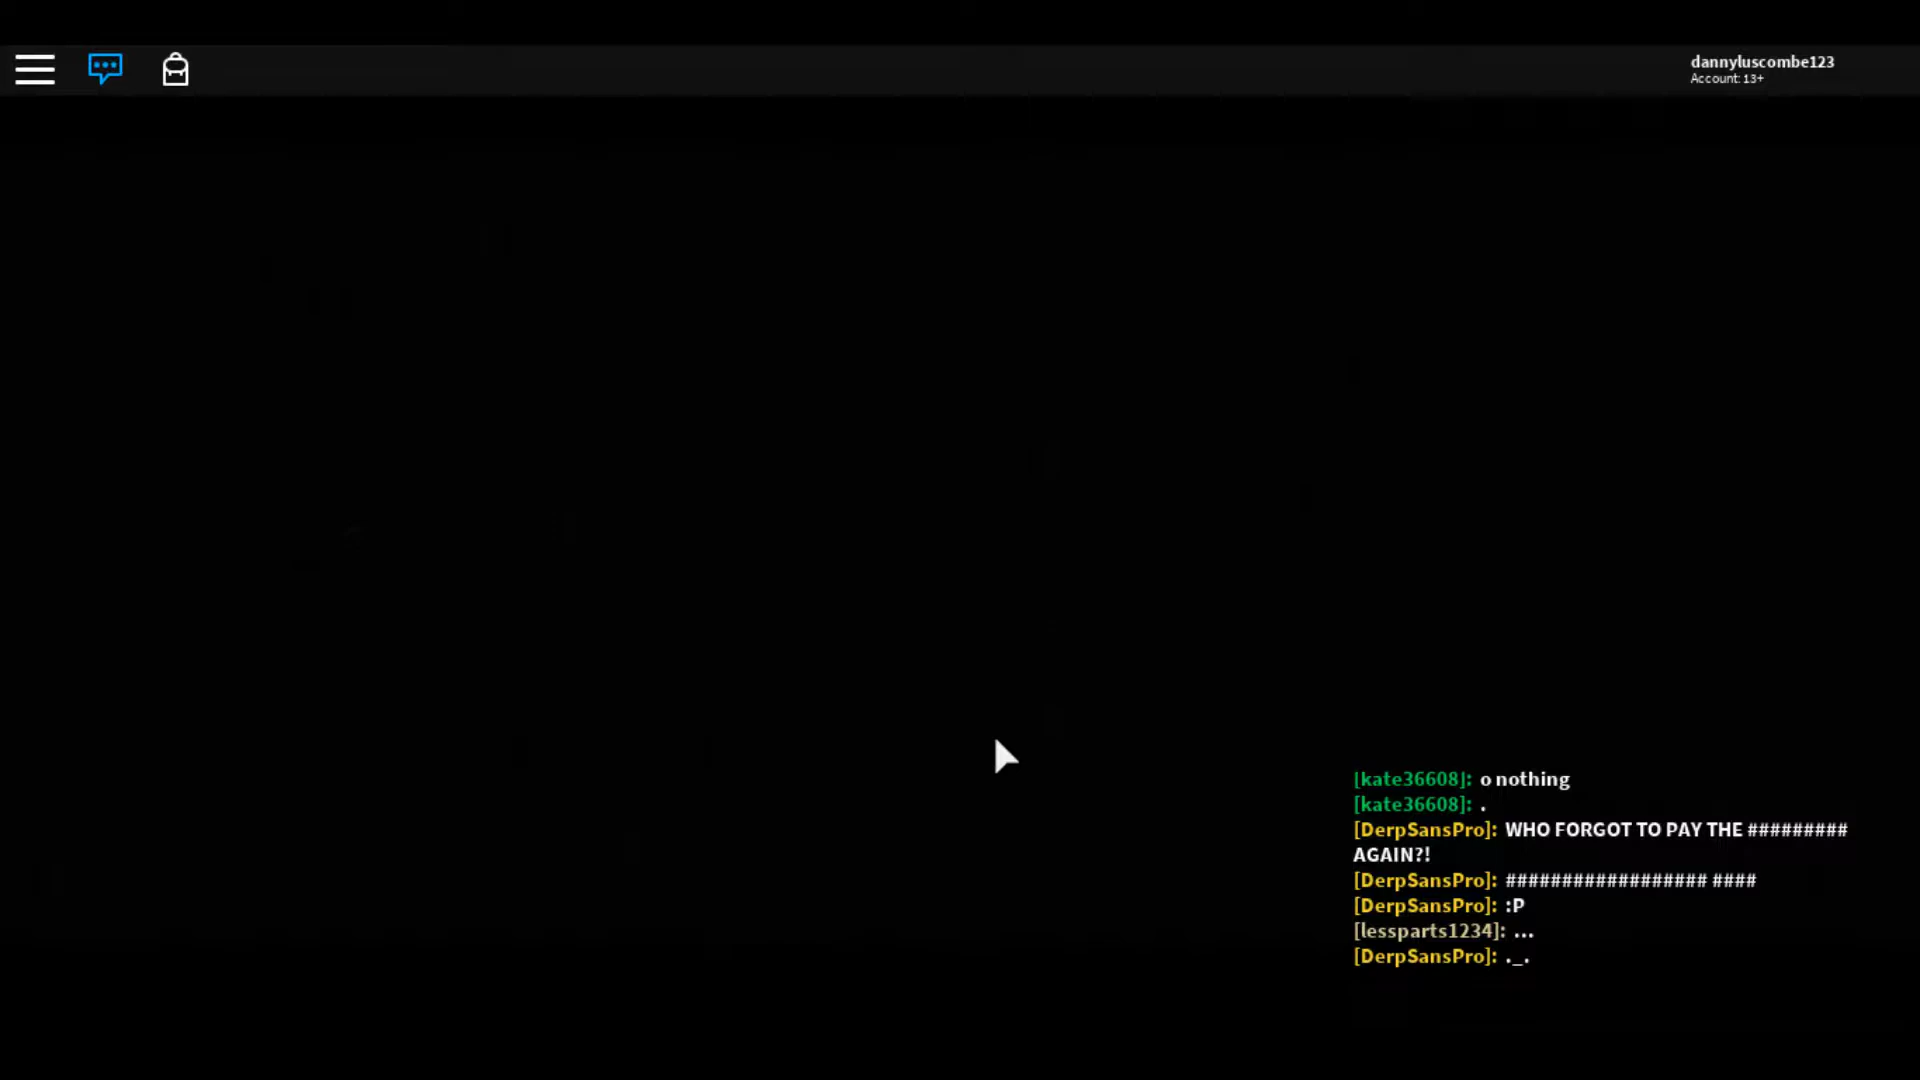 dannyluscombe123
Account: 13+
[kate36608]: o nothing
[kate36608]: .
[DerpSansPro]: WHO FORGOT TO PAY THE #########
AGAIN?!
[DerpSansPro]: ################## ####
[DerpSansPro]: :P
[lessparts1234]: ...
[DerpSansPro]: ._.